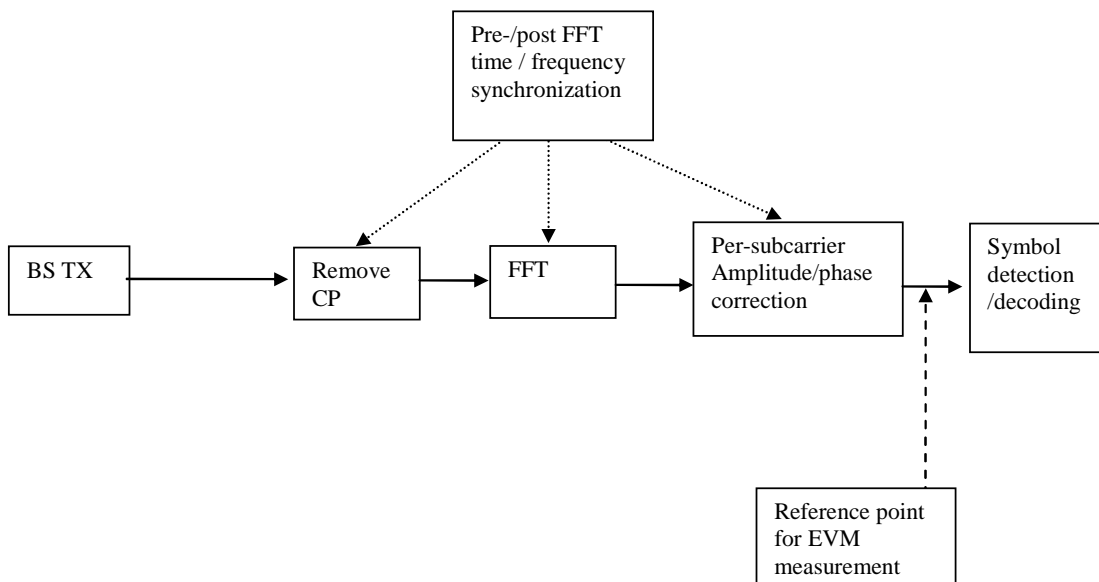 Pre-/post FFT
time / frequency
synchronization
BS TX
Remove
CP
FFT
Per-subcarrier
Amplitude/phase
correction
Symbol
detection
/decoding
Reference point
for EVM
measurement